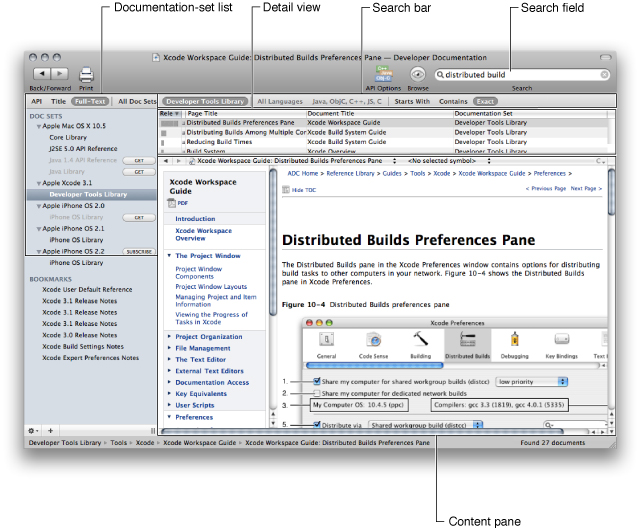 Documentation-set list
Detail view
Search bar
Search field
Xcode Workspace Guide: Distributed Builds Preferences Pane — Developer Documentation
distributed build
Back/Forward
Print
API Options
Browse
Search
API Title Full-Text All Doc Sets
Developer Tools Library All Languages Java, ObjC, C++, JS, C Starts With Contains Exact
DOC SETS
Apple Mac OS X 10.5
Core Library
J2SE 5.0 API Reference
Java 1.4 API Reference GET
Java Library GET
Apple Xcode 3.1
Developer Tools Library
Apple iPhone OS 2.0
iPhone OS Library GET
Apple iPhone OS 2.1
iPhone OS Library
Apple iPhone OS 2.2 SUBSCRIBE
iPhone OS Library
BOOKMARKS
Xcode User Default Reference
Xcode 3.1 Release Notes
Xcode 3.1 Release Notes
Xcode 3.1 Release Notes
Xcode 3.0 Release Notes
Xcode Build Settings Notes
Xcode Expert Preferences Notes
Rele Page Title Document Title Documentation Set
Distributed Builds Preferences Pane Xcode Workspace Guide Developer Tools Library
Distributing Builds Among Multiple Con Xcode Build System Guide Developer Tools Library
Reducing Build Times Xcode Build System Guide Developer Tools Library
Build System Xcode Overview Developer Tools Library
Xcode Workspace Guide: Distributed Builds Preferences Pane <No selected symbol> C
Xcode Workspace
Guide
PDF
Introduction
Xcode Workspace
Overview
The Project Window
Project Window
Components
Project Window Layouts
Managing Project and Item
Information
Viewing the Progress of
Tasks in Xcode
Project Organization
File Management
The Text Editor
External Text Editors
Documentation Access
Key Equivalents
User Scripts
Preferences
ADC Home > Reference Library > Guides > Tools > Xcode > Xcode Workspace Guide > Preferences >
Hide TOC
< Previous Page Next Page >
Distributed Builds Preferences Pane
The Distributed Builds pane in the Xcode Preferences window contains options for distributing
build tasks to other computers in your network. Figure 10-4 shows the Distributed Builds
pane in Xcode Preferences.
Figure 10-4 Distributed Builds preferences pane
Xcode Preferences
General Code Sense Building Distributed Builds Debugging Key Bindings Text
1. Share my computer for shared workgroup builds (distcc) low priority
2. Share my computer for dedicated network builds
3. My Computer OS: 10.4.5 (ppc) Compilers: gcc 3.3 (1819), gcc 4.0.1 (5335)
5. Distribute via Shared workgroup build (distcc)
Developer Tools Library Tools Xcode Xcode Workspace Guide Xcode Workspace Guide: Distributed Builds Preferences Pane
Found 27 documents
Content pane